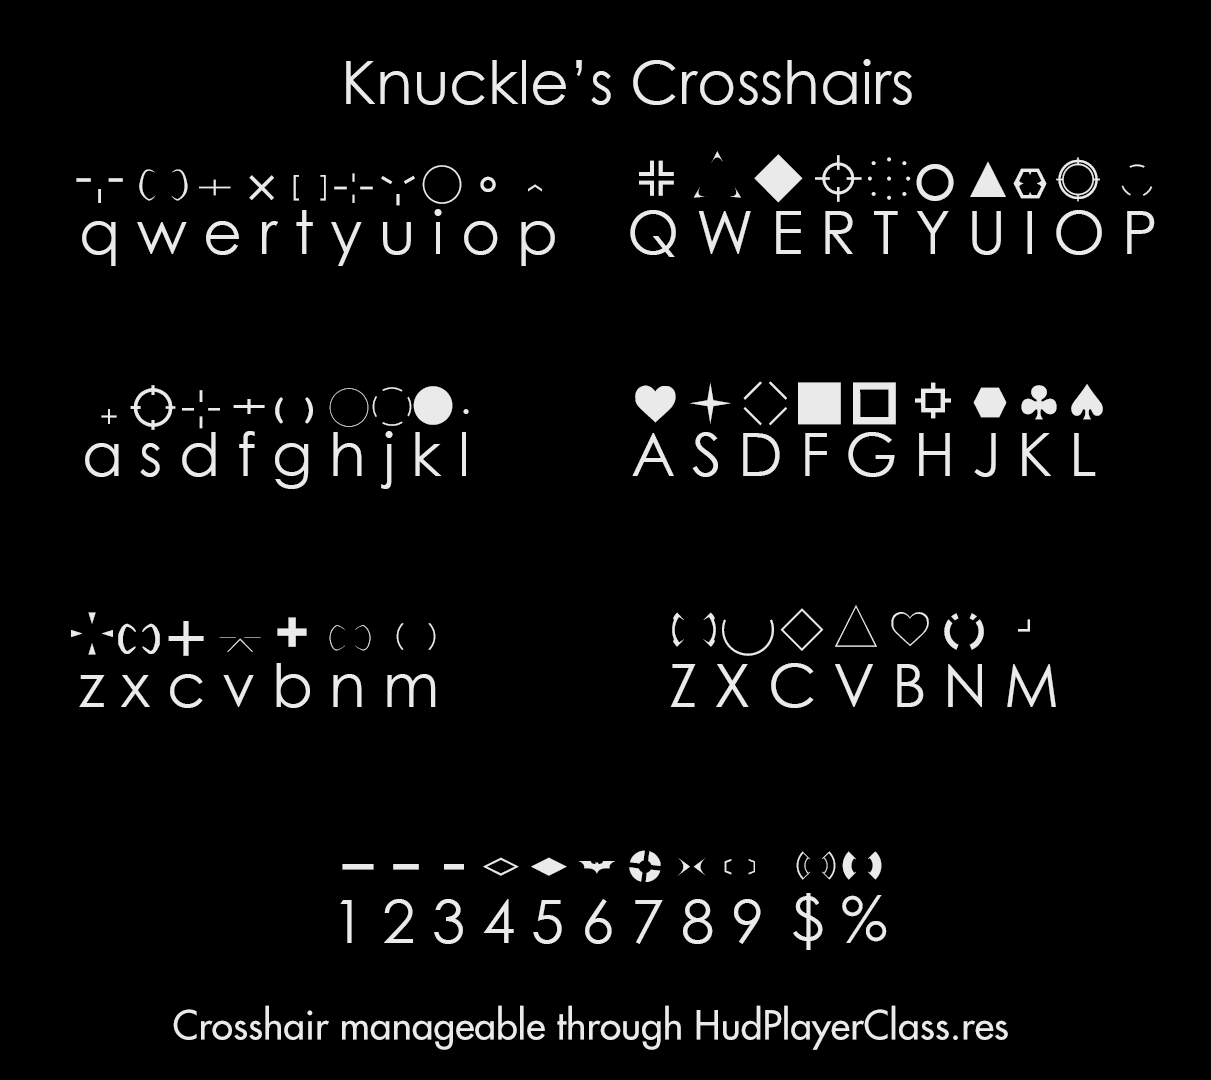 Knuckle’s Crosshairs
q w e r t y u i o p Q W E R T Y U I O P
a s d f g h j k l A S D F G H J K L
z x c v b n m Z X C V B N M
1 2 3 4 5 6 7 8 9 $ %
Crosshair manageable through HudPlayerClass.res